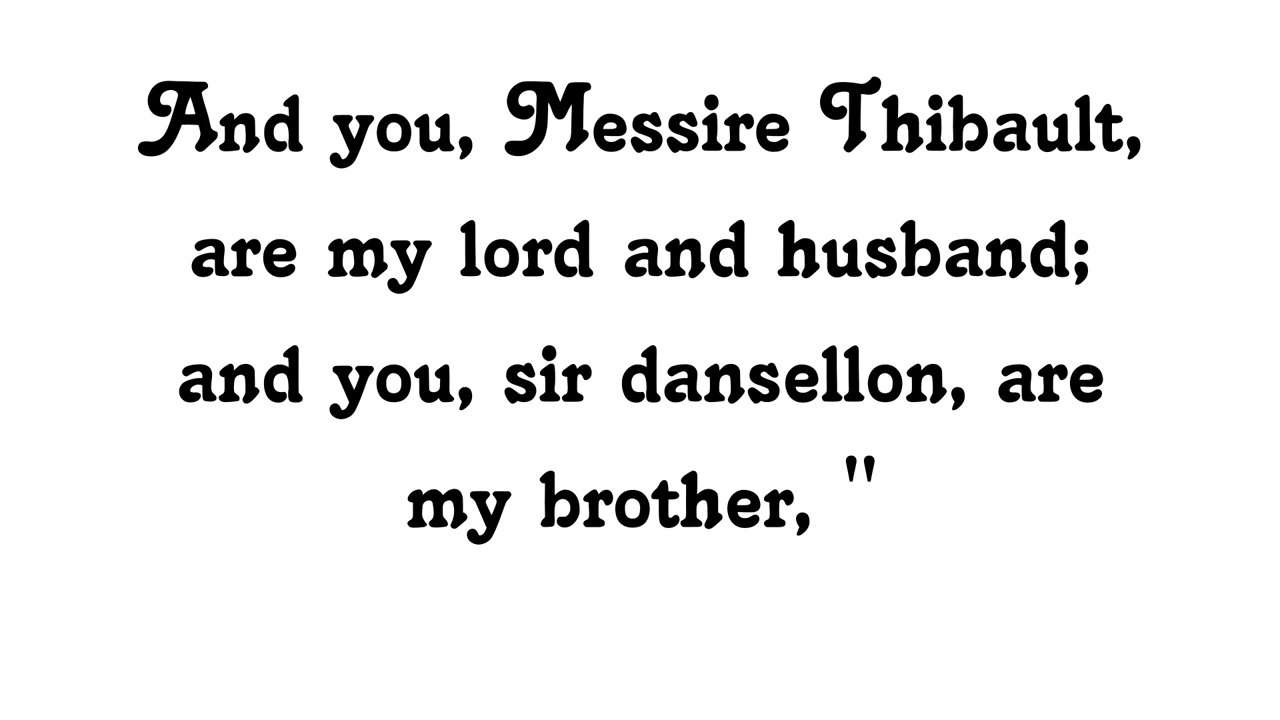 And you, Messire Thibault,
are my lord and husband;
and you, sir dansellon, are
my brother, "